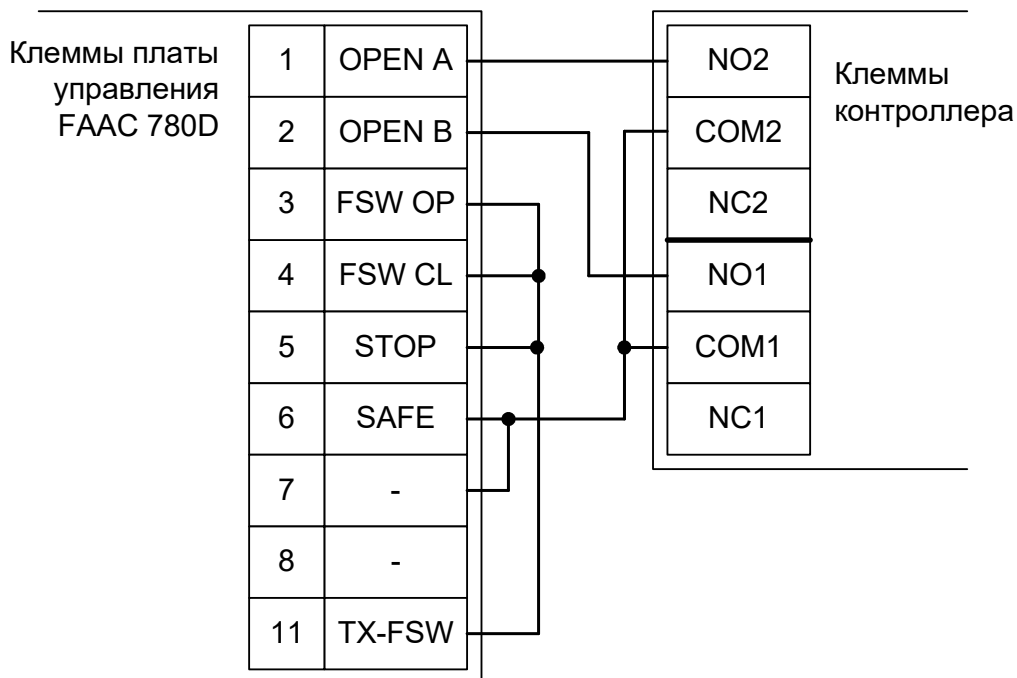 Клеммы платы
управления
FAAC 780D
1 OPEN A
2 OPEN B
3 FSW OP
4 FSW CL
5 STOP
6 SAFE
7 -
8 -
11 TX-FSW
NO2
COM2
NC2
NO1
COM1
NC1
Клеммы
контроллера